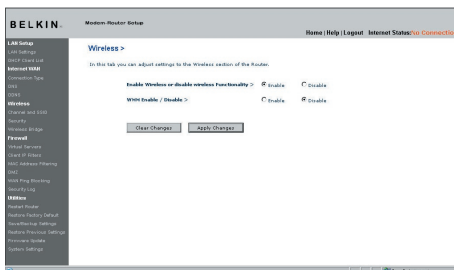 BELKIN
Modem-Router Setup
Home | Help | Logout Internet Status: No Connection
LAN Setup
LAN Settings
DHCP Client List
Internet WAN
Connection Type
DNS
DDNS
Wireless
Channel and SSID
Security
Wireless Bridge
Firewall
Virtual Servers
Client IP Filters
MAC Address Filtering
DMZ
WAN Ping Blocking
Security Log
Utilities
Restart Router
Restore Factory Default
Save/Backup Settings
Restore Previous Settings
Firmware Update
System Settings
Wireless >
In this tab you can adjust settings to the Wireless section of the Router.
Enable Wireless or disable wireless Functionality > Enable Disable
WMM Enable / Disable > Enable Disable
Clear Changes Apply Changes